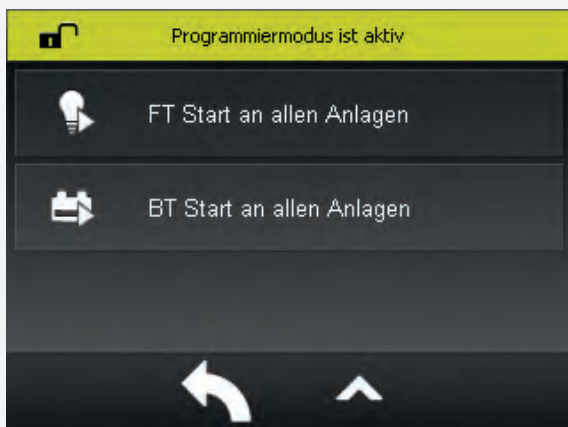 Programmiermodus ist aktiv
FT Start an allen Anlagen
BT Start an allen Anlagen